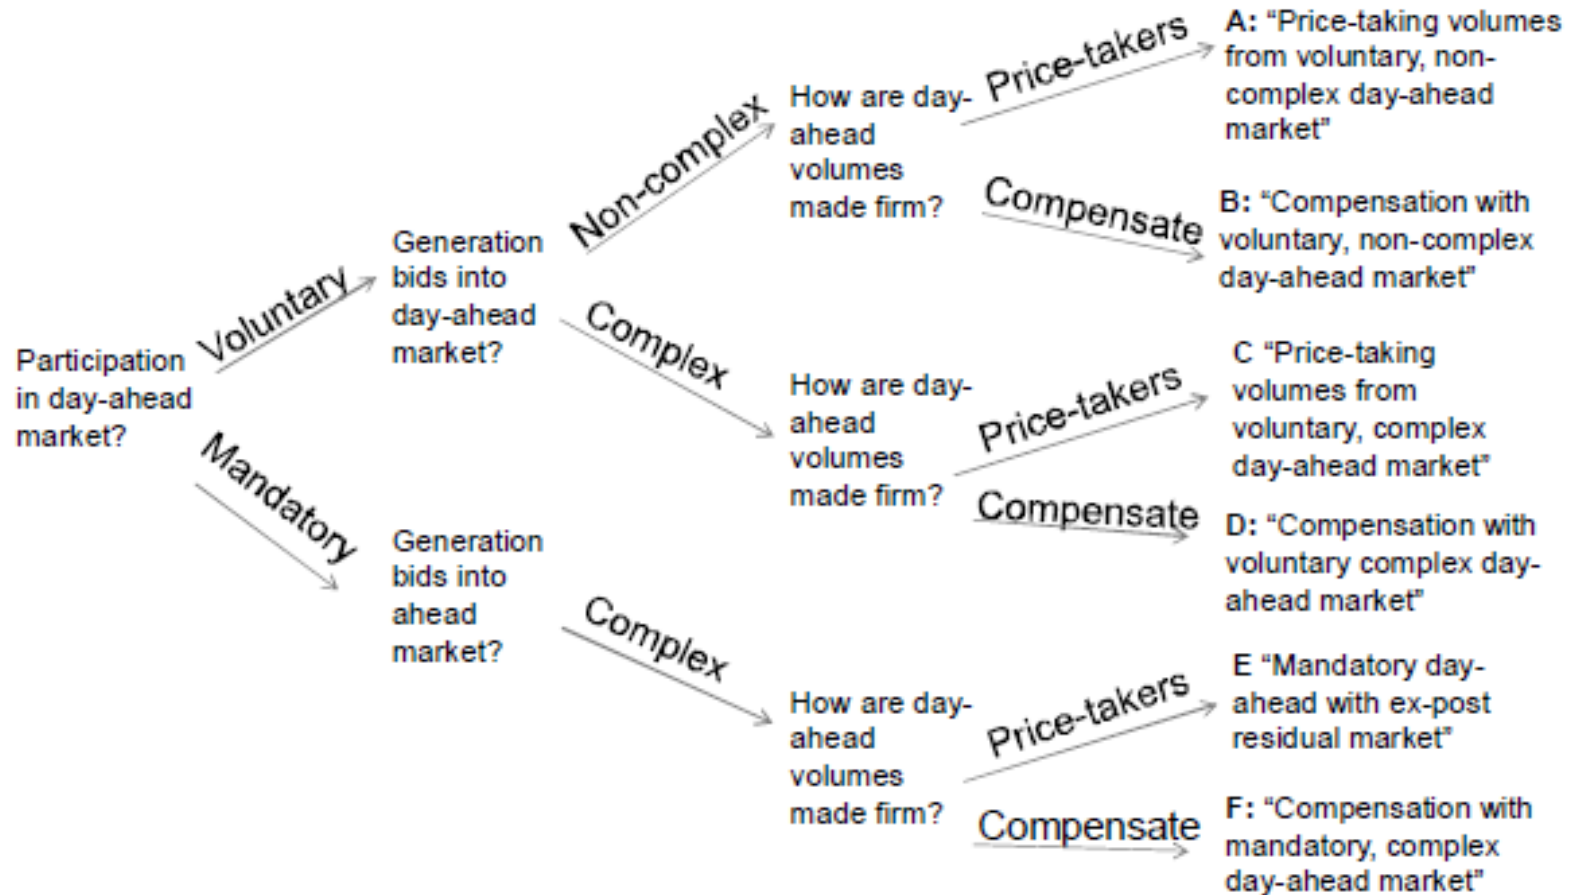 Participation
in day-ahead
market?
Voluntary
Mandatory
Generation
bids into
day-ahead
market?
Generation
bids into
ahead
market?
Non-complex
Complex
Complex
How are day-
ahead
volumes
made firm?
How are day-
ahead
volumes
made firm?
How are day-
ahead
volumes
made firm?
Price-takers
Compensate
Price-takers
Compensate
Price-takers
Compensate
A: “Price-taking volumes
from voluntary, non-
complex day-ahead
market”
B: “Compensation with
voluntary, non-complex
day-ahead market”
C “Price-taking
volumes from
voluntary, complex
day-ahead market”
D: “Compensation with
voluntary complex day-
ahead market”
E “Mandatory day-
ahead with ex-post
residual market”
F: “Compensation with
mandatory, complex
day-ahead market”